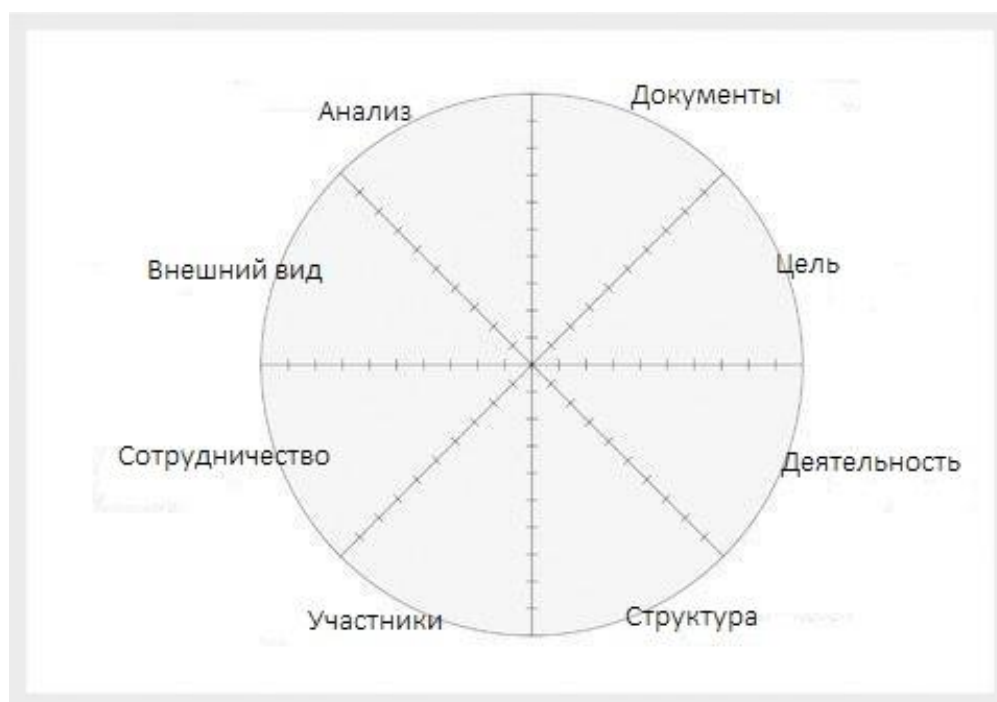 Анализ
Документы
Внешний вид
Цель
Сотрудничество
Деятельность
Участники
Структура